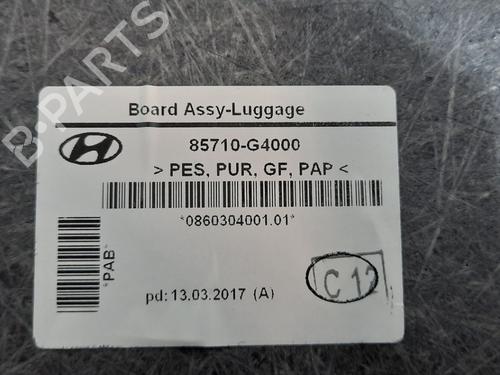 B-PARTS
Board Assy-Luggage
85710-G4000
> PES, PUR, GF, PAP <
*0860304001.01*
*PAB*
pd: 13.03.2017 (A)
C 12